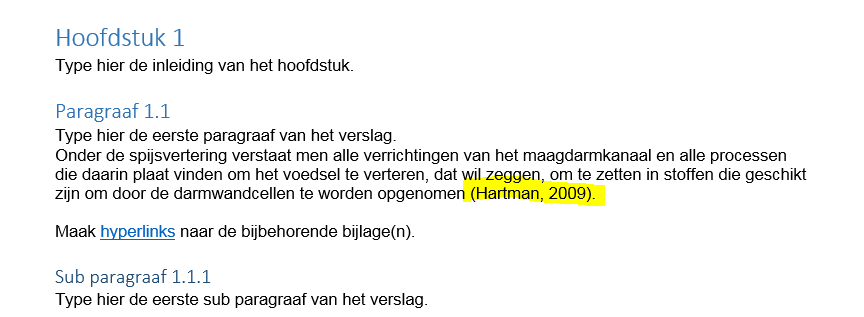 Hoofdstuk 1
Type hier de inleiding van het hoofdstuk.
Paragraaf 1.1
Type hier de eerste paragraaf van het verslag.
Onder de spijsvertering verstaat men alle verrichtingen van het maagdarmkanaal en alle processen
die daarin plaat vinden om het voedsel te verteren, dat wil zeggen, om te zetten in stoffen die geschikt
zijn om door de darmwandcellen te worden opgenomen (Hartman, 2009).
Maak hyperlinks naar de bijbehorende bijlage(n).
Sub paragraaf 1.1.1
Type hier de eerste sub paragraaf van het verslag.